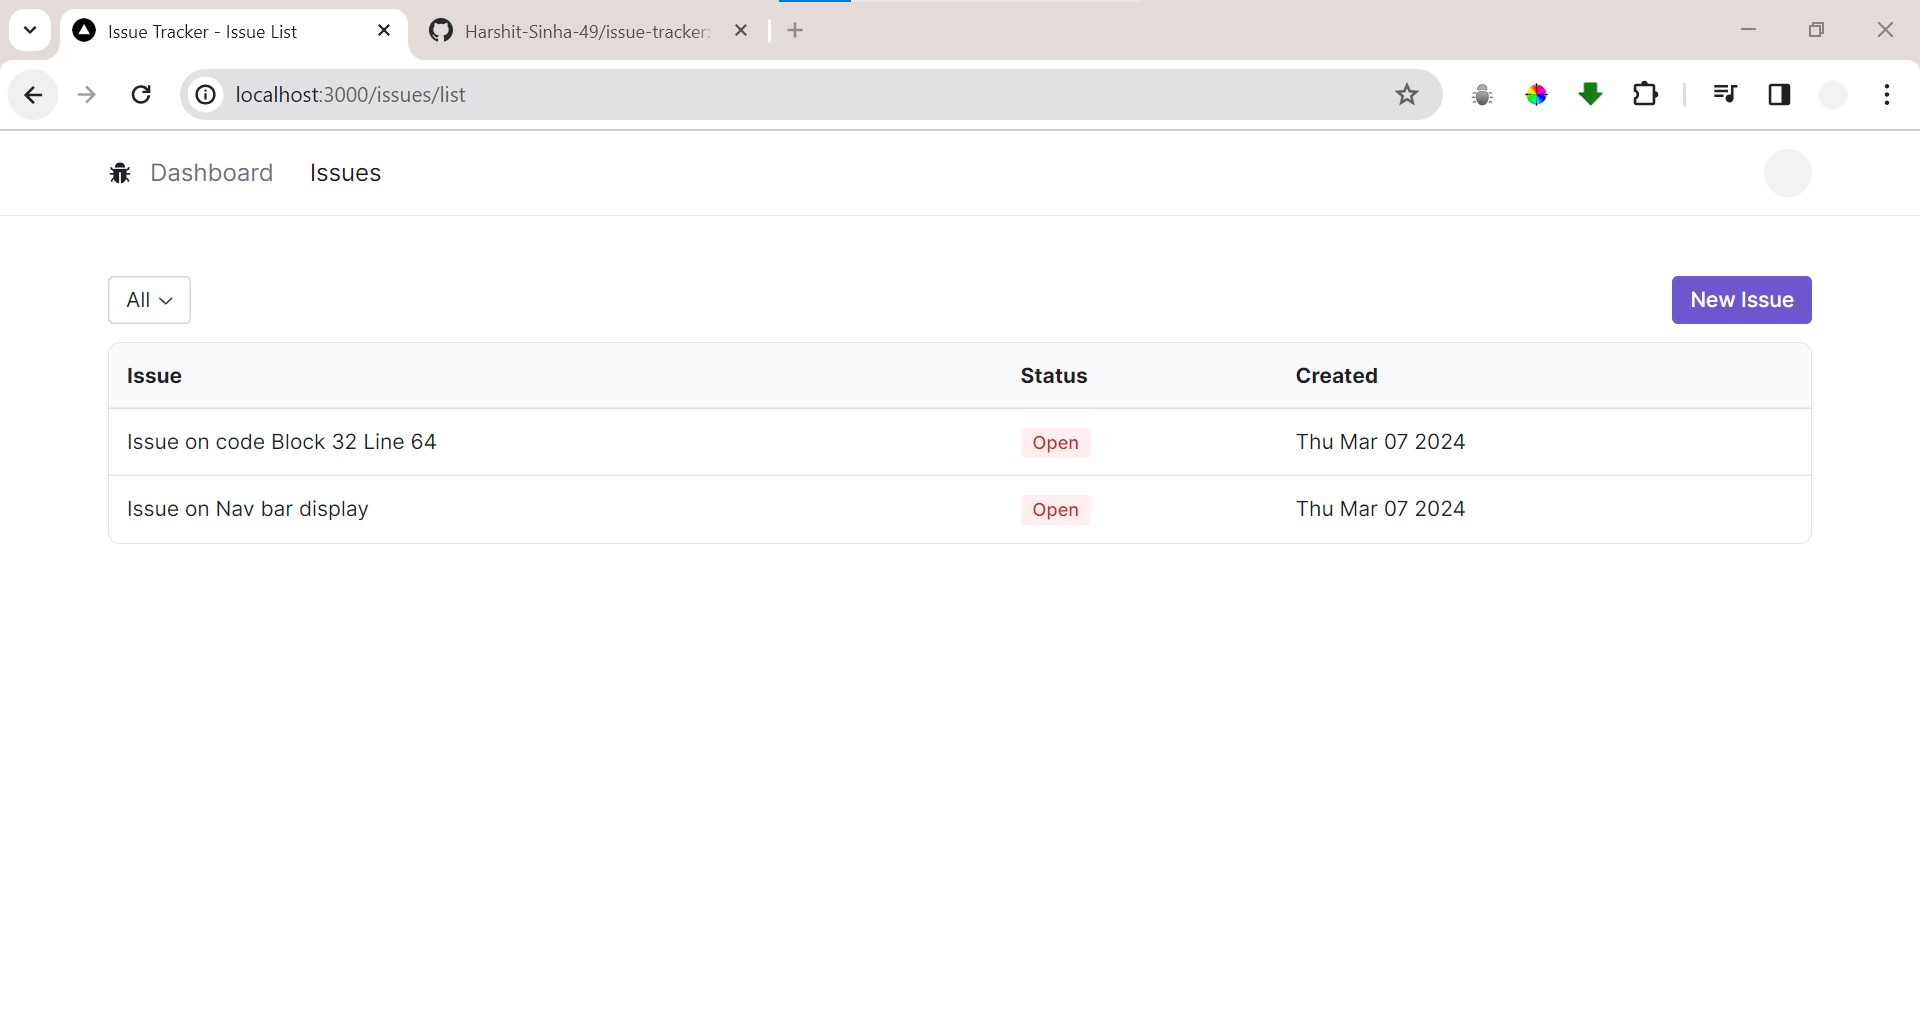 Issue Tracker - Issue List
Harshit-Sinha-49/issue-tracker:
localhost:3000/issues/list
Dashboard Issues
All
New Issue
Issue Status Created
Issue on code Block 32 Line 64 Open Thu Mar 07 2024
Issue on Nav bar display Open Thu Mar 07 2024